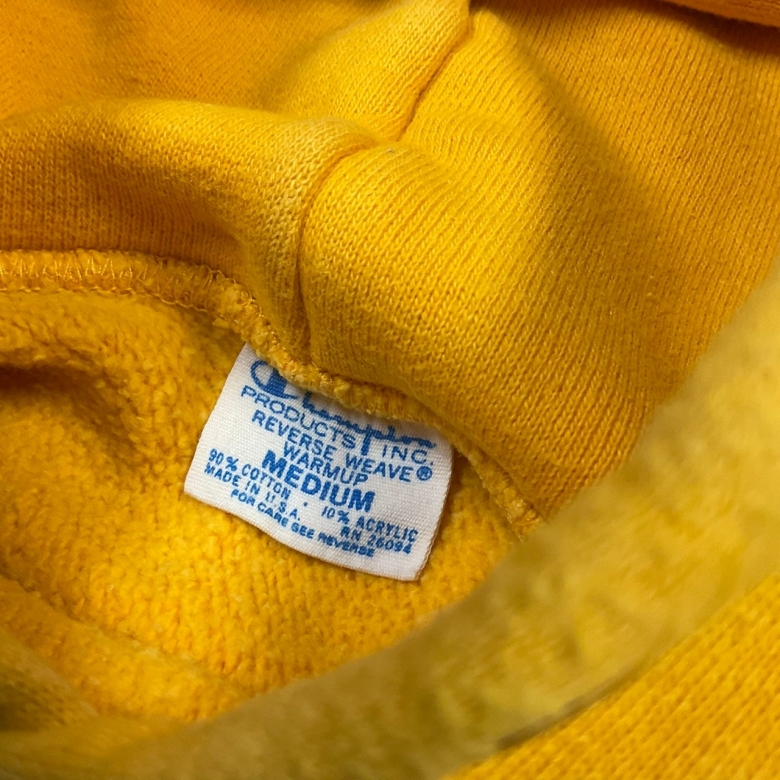 Champion
PRODUCTS INC.
REVERSE WEAVE®
WARMUP
MEDIUM
90% COTTON · 10% ACRYLIC
MADE IN U.S.A. RN 26094
FOR CARE SEE REVERSE